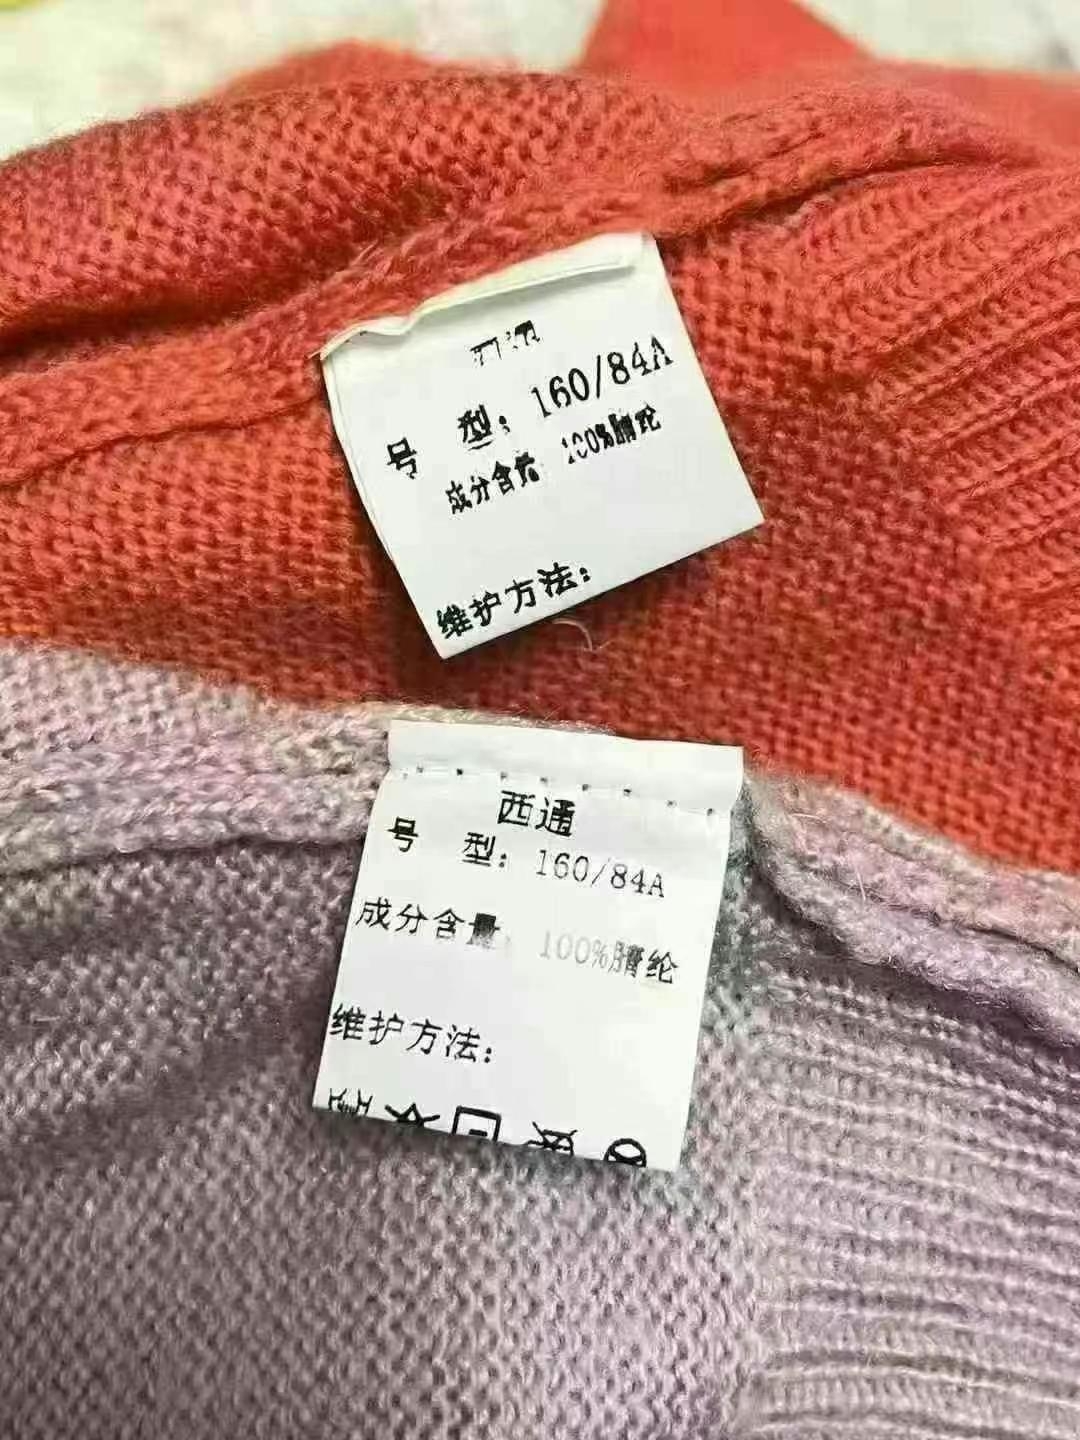 号 型：160/84A
成分含量：100%腈纶
维护方法：
西通
号 型：160/84A
成分含量：100%腈纶
维护方法：